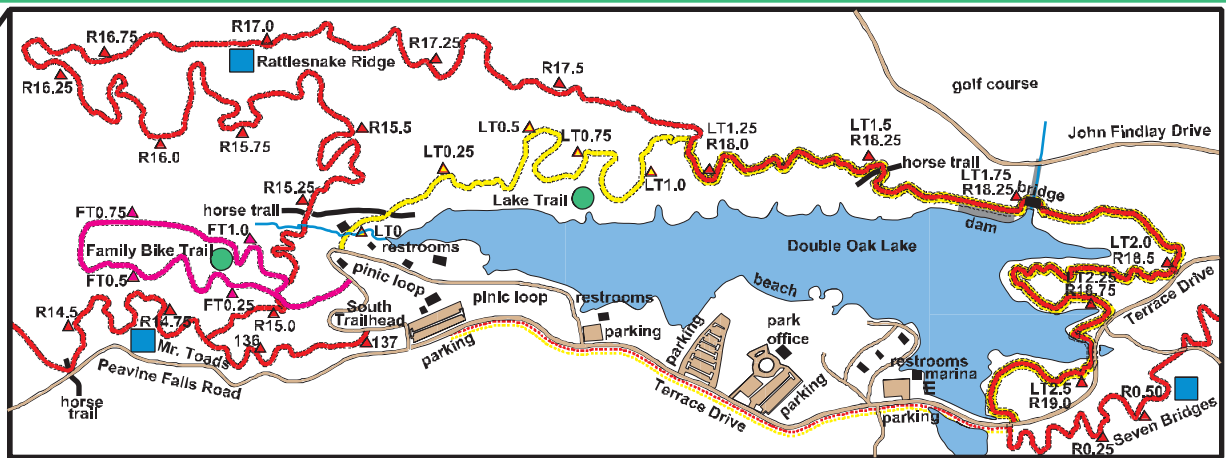 R17.0
R16.75
R17.25
Rattlesnake Ridge
R16.25
R17.5
golf course
R15.5
LT0.5
LT0.75
LT1.25
R18.0
LT1.5
R18.25
John Findlay Drive
R15.75
R16.0
LT0.25
horse trail
LT1.0
LT1.75
R18.25
bridge
R15.25
Lake Trail
FT0.75
horse trail
FT1.0
LT0
restrooms
dam
Family Bike Trail
Double Oak Lake
LT2.0
R18.5
FT0.5
pinic loop
beach
LT2.25
R18.75
FT0.25
pinic loop
restrooms
Terrace Drive
R14.5
R14.75
R15.0
South
Trailhead
parking
park
office
136
137
parking
parking
restrooms
marina
E
Mr. Toads
Peavine Falls Road
Terrace Drive
parking
parking
LT2.5
R19.0
R0.50
horse
trail
Seven Bridges
R0.25